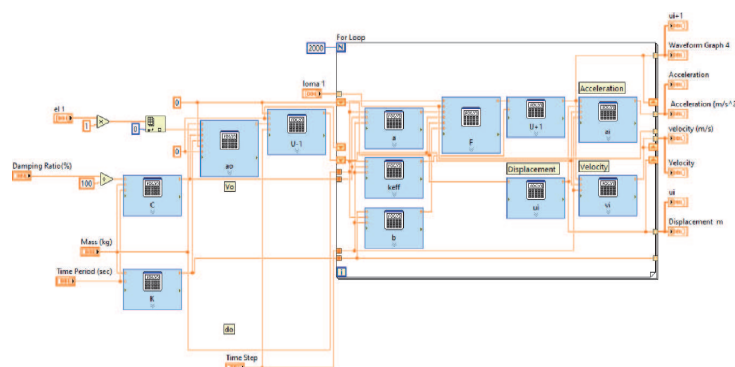 For Loop
2000
N
ui+1
Waveform Graph 4
loma 1
Acceleration
Acceleration
Acceleration (m/s^2
el 1
1
0
0
0
U-1
a
F
U+1
ai
velocity (m/s)
ao
Velocity
Damping Ratio(%)
100
Vo
keff
Displacement
Velocity
ui
C
ui
vi
Displacement m
Mass (kg)
b
Time Period (sec)
K
i
do
Time Step